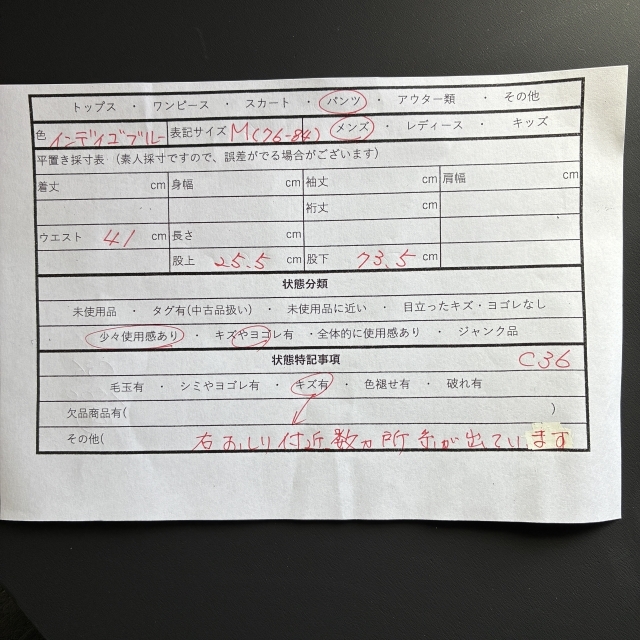 トップス ・ ワンピース ・ スカート ・ パンツ ・ アウター類 ・ その他
色 インディゴブルー 表記サイズ M(76-84) メンズ ・ レディース ・ キッズ
平置き採寸表 (素人採寸ですので、誤差がでる場合がございます)
着丈 cm 身幅 cm 袖丈 cm 肩幅 cm
裄丈 cm
ウエスト 41 cm 長さ cm
股上 25.5 cm 股下 73.5 cm
状態分類
未使用品 ・ タグ有(中古品扱い) ・ 未使用品に近い ・ 目立ったキズ・ヨゴレなし
少々使用感あり ・ キズやヨゴレ有 ・全体的に使用感あり ・ ジャンク品
状態特記事項 C36
毛玉有 ・ シミやヨゴレ有 ・ キズ有 ・ 色褪せ有 ・ 破れ有
欠品商品有( )
その他( 右おしり付近数カ所糸が出ています